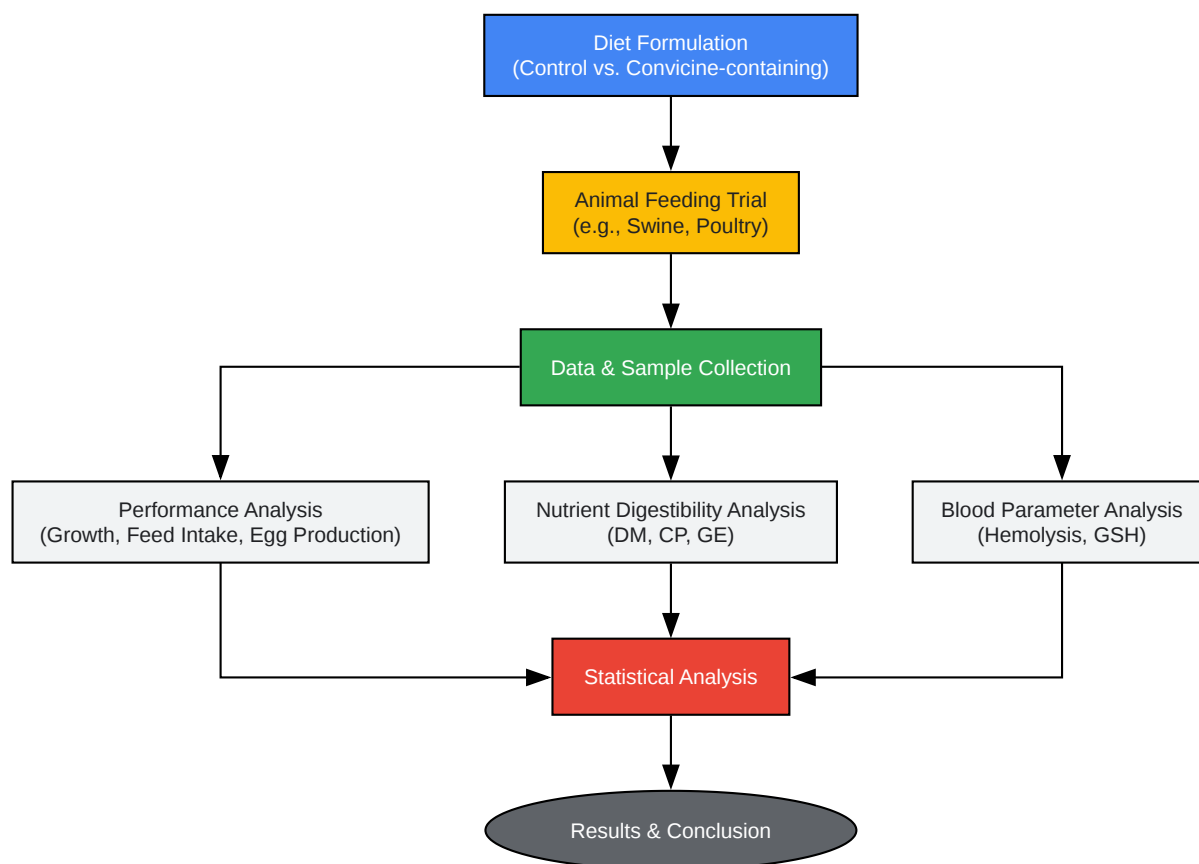 Diet Formulation
(Control vs. Convicine-containing)
Animal Feeding Trial
(e.g., Swine, Poultry)
Data & Sample Collection
Performance Analysis
(Growth, Feed Intake, Egg Production)
Nutrient Digestibility Analysis
(DM, CP, GE)
Blood Parameter Analysis
(Hemolysis, GSH)
Statistical Analysis
Results & Conclusion